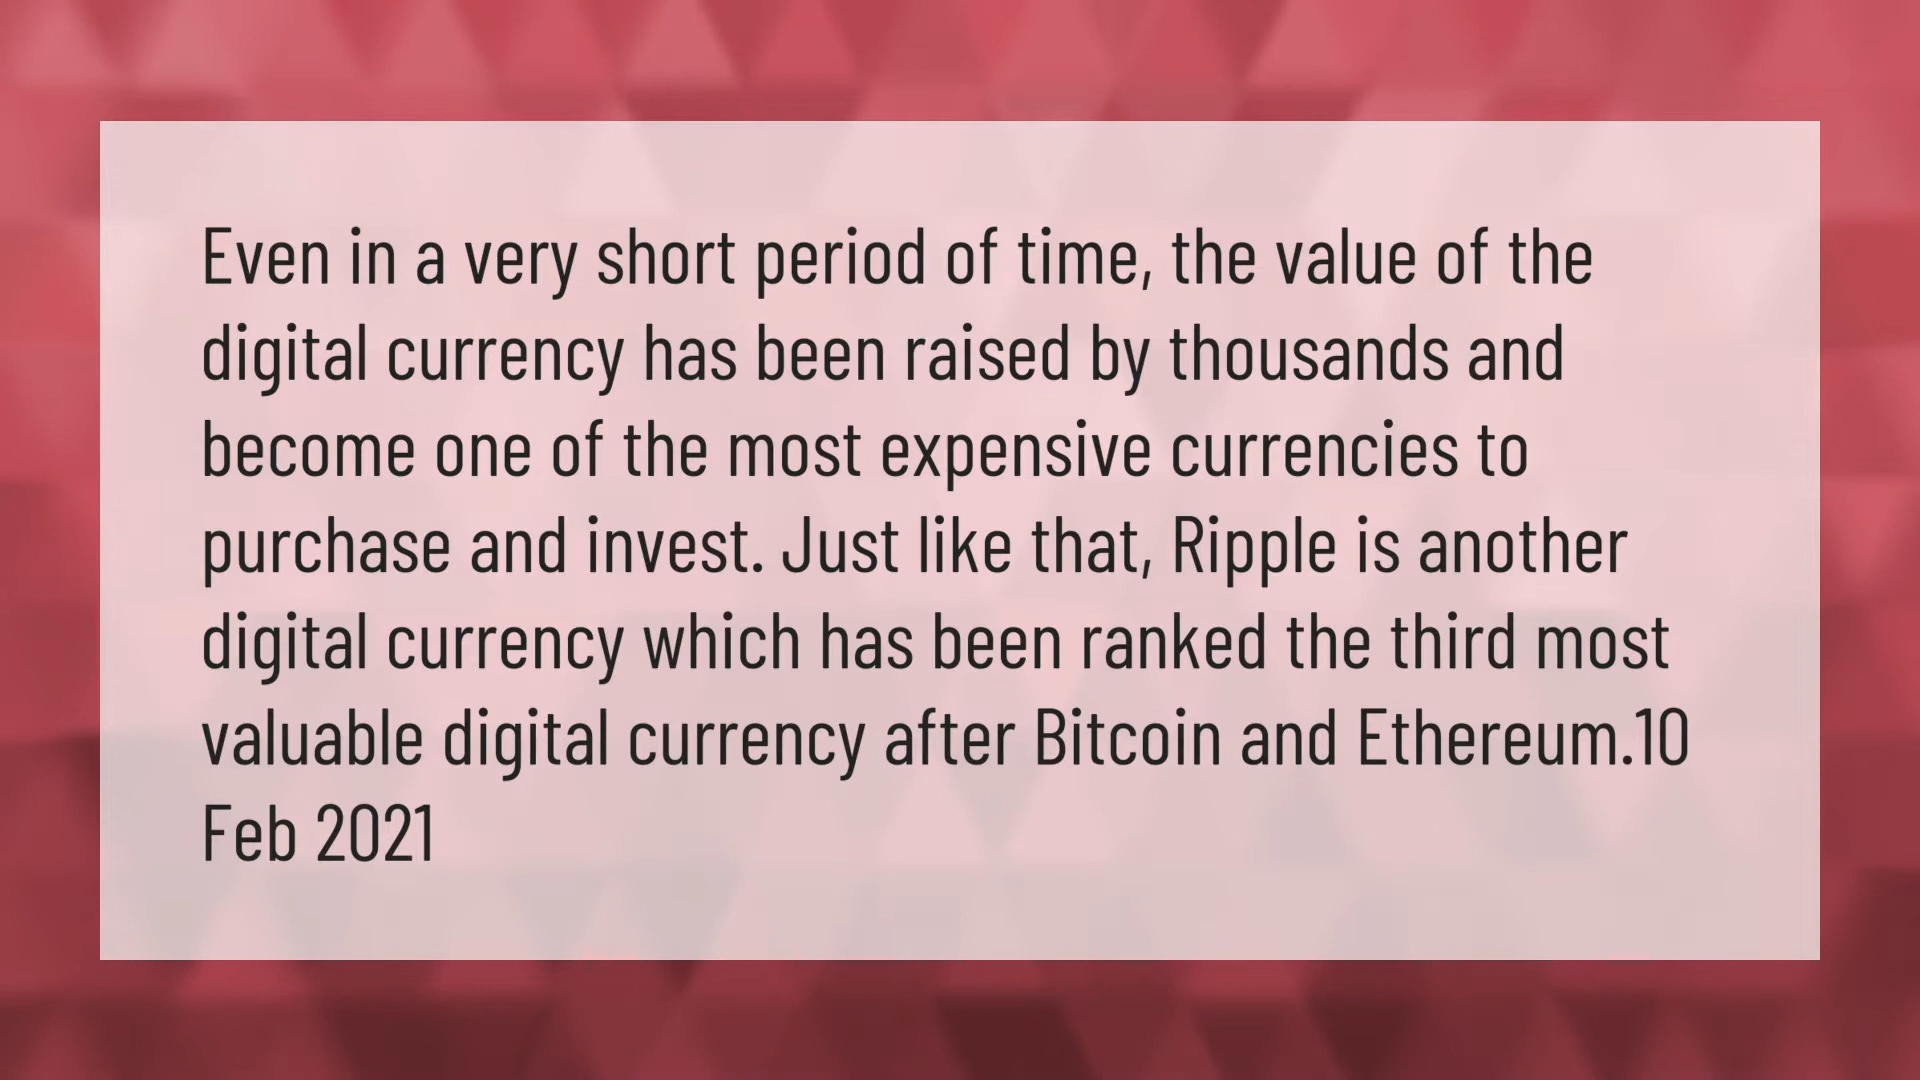 Even in a very short period of time, the value of the
digital currency has been raised by thousands and
become one of the most expensive currencies to
purchase and invest. Just like that, Ripple is another
digital currency which has been ranked the third most
valuable digital currency after Bitcoin and Ethereum.10
Feb 2021